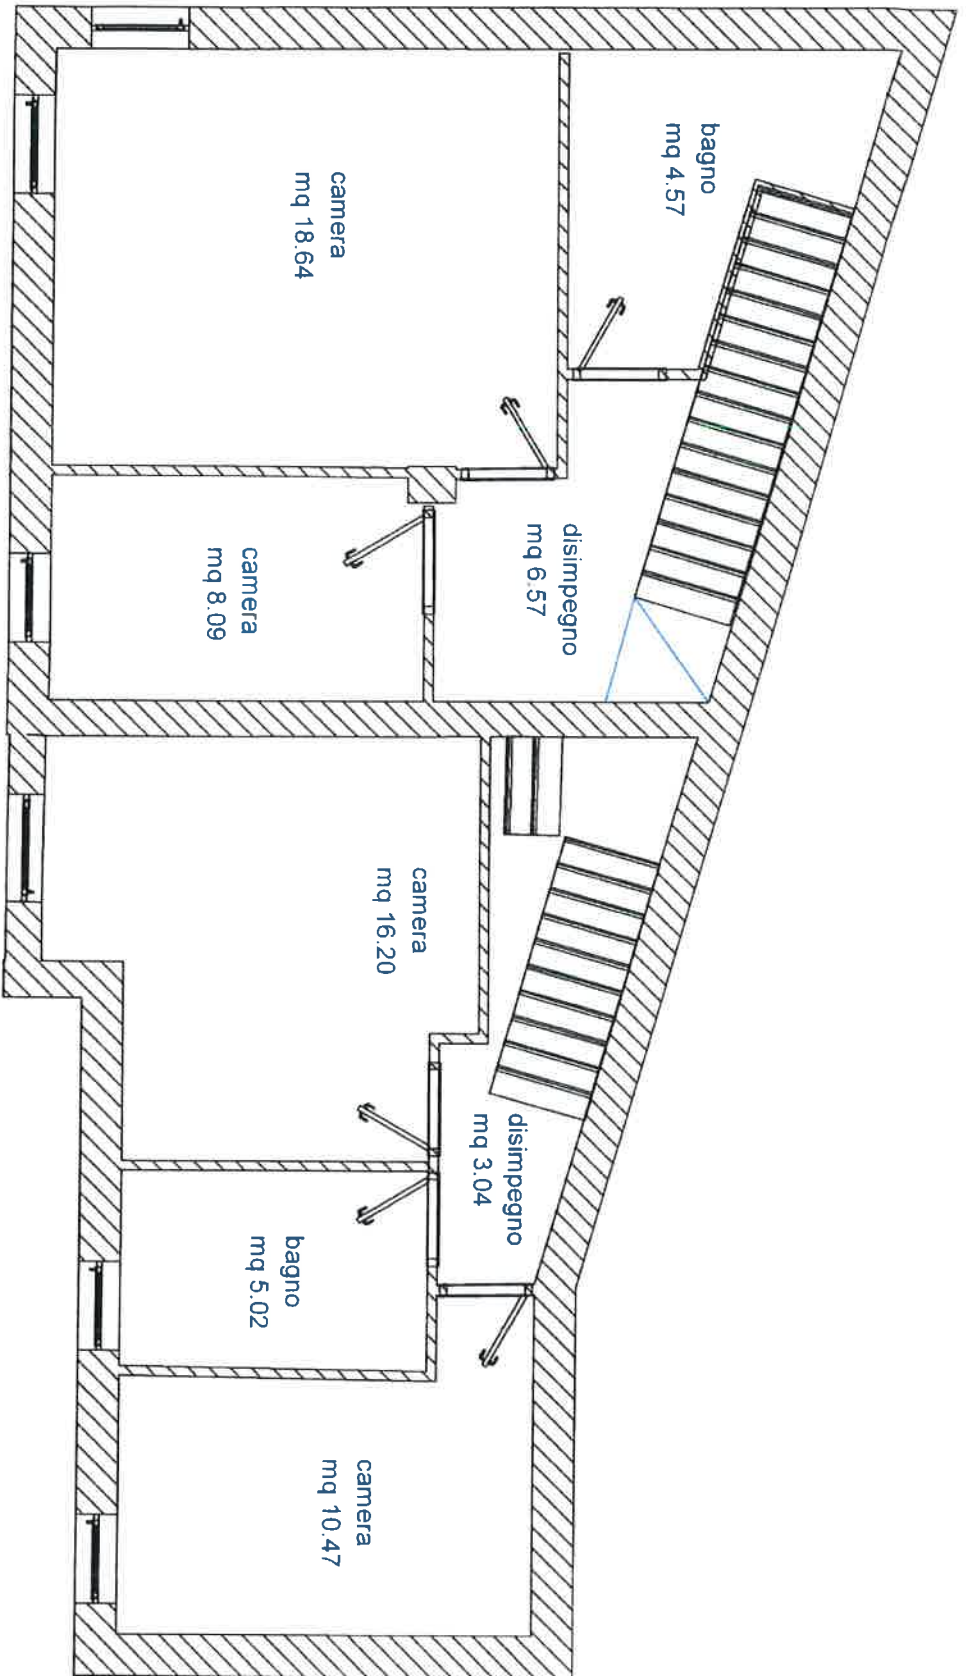 bagno
mq 4.57
camera
mq 18.64
disimpegno
mq 6.57
camera
mq 8.09
camera
mq 16.20
disimpegno
mq 3.04
bagno
mq 5.02
camera
mq 10.47